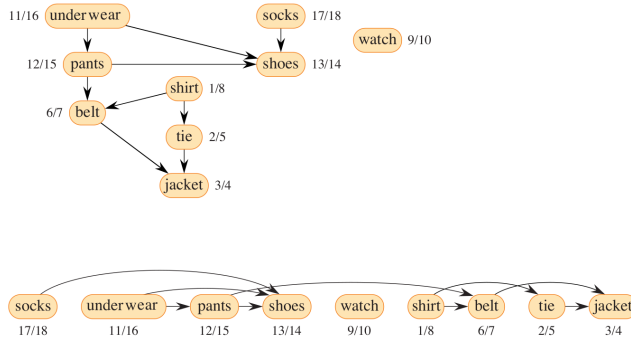 11/16 underwear socks 17/18
watch 9/10
12/15 pants shoes 13/14
shirt 1/8
6/7 belt
tie 2/5
jacket 3/4
socks underwear pants shoes watch shirt belt tie jacket
17/18 11/16 12/15 13/14 9/10 1/8 6/7 2/5 3/4